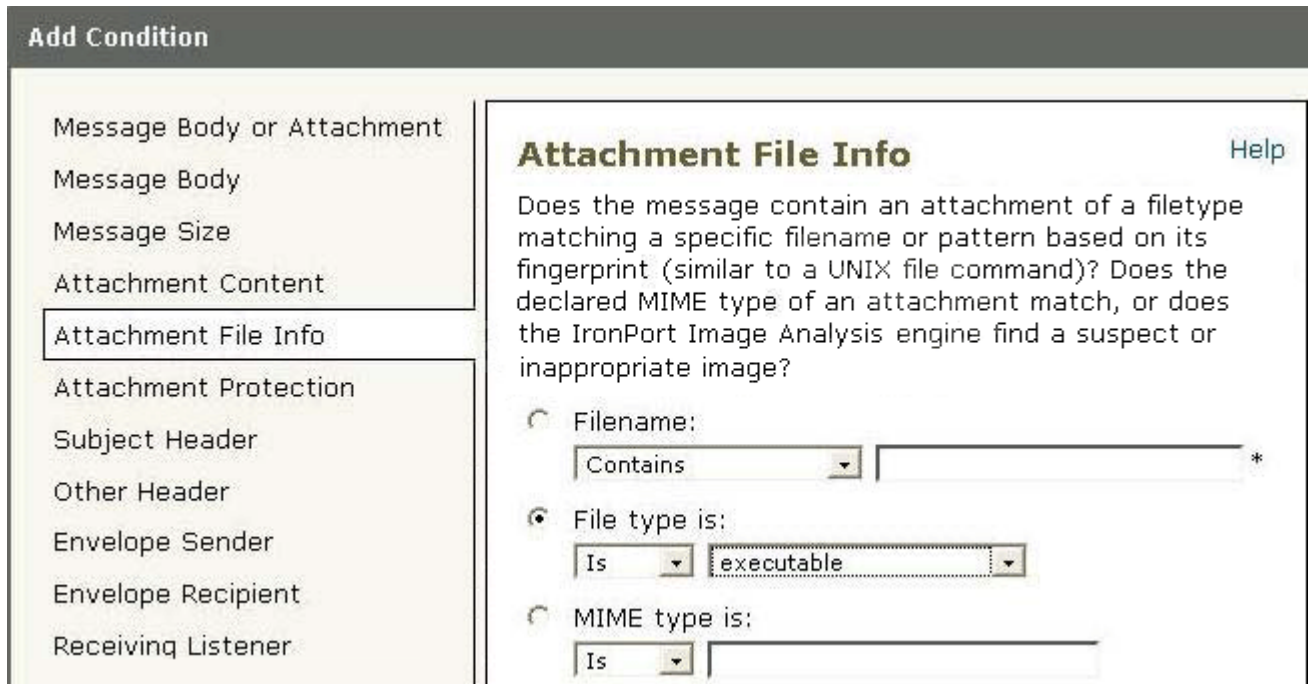 Add Condition
Message Body or Attachment
Message Body
Message Size
Attachment Content
Attachment File Info
Attachment Protection
Subject Header
Other Header
Envelope Sender
Envelope Recipient
Receiving Listener
Attachment File Info
Help
Does the message contain an attachment of a filetype
matching a specific filename or pattern based on its
fingerprint (similar to a UNIX file command)? Does the
declared MIME type of an attachment match, or does
the IronPort Image Analysis engine find a suspect or
inappropriate image?
Filename:
Contains *
File type is:
Is executable
MIME type is:
Is